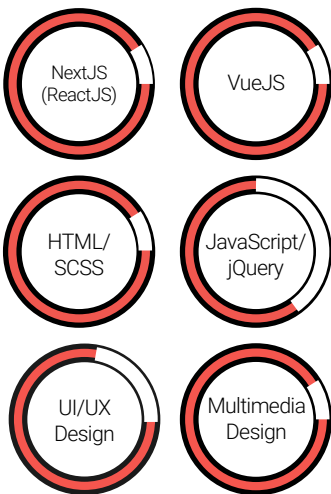 NextJS
(ReactJS)
VueJS
HTML/
SCSS
JavaScript/
jQuery
UI/UX
Design
Multimedia
Design